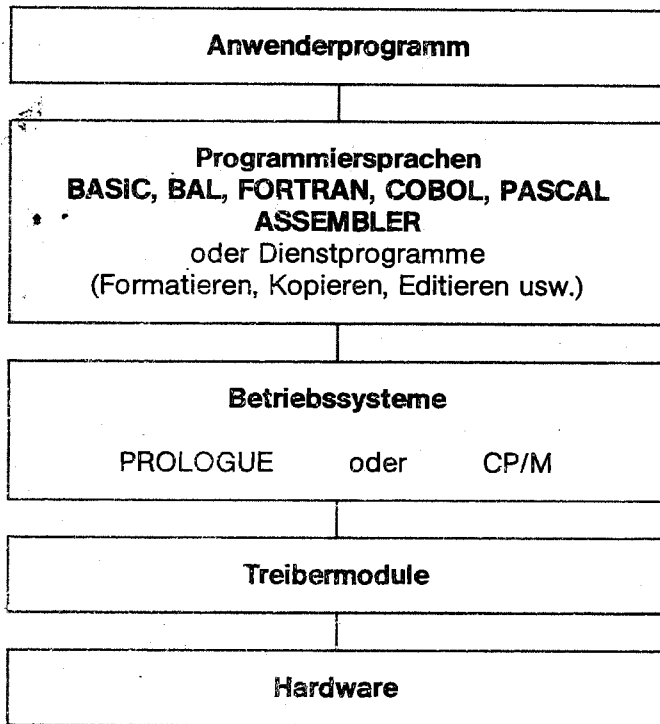 Anwenderprogramm
Programmiersprachen
BASIC, BAL, FORTRAN, COBOL, PASCAL
ASSEMBLER
oder Dienstprogramme
(Formatieren, Kopieren, Editieren usw.)
Betriebssysteme
PROLOGUE oder CP/M
Treibermodule
Hardware